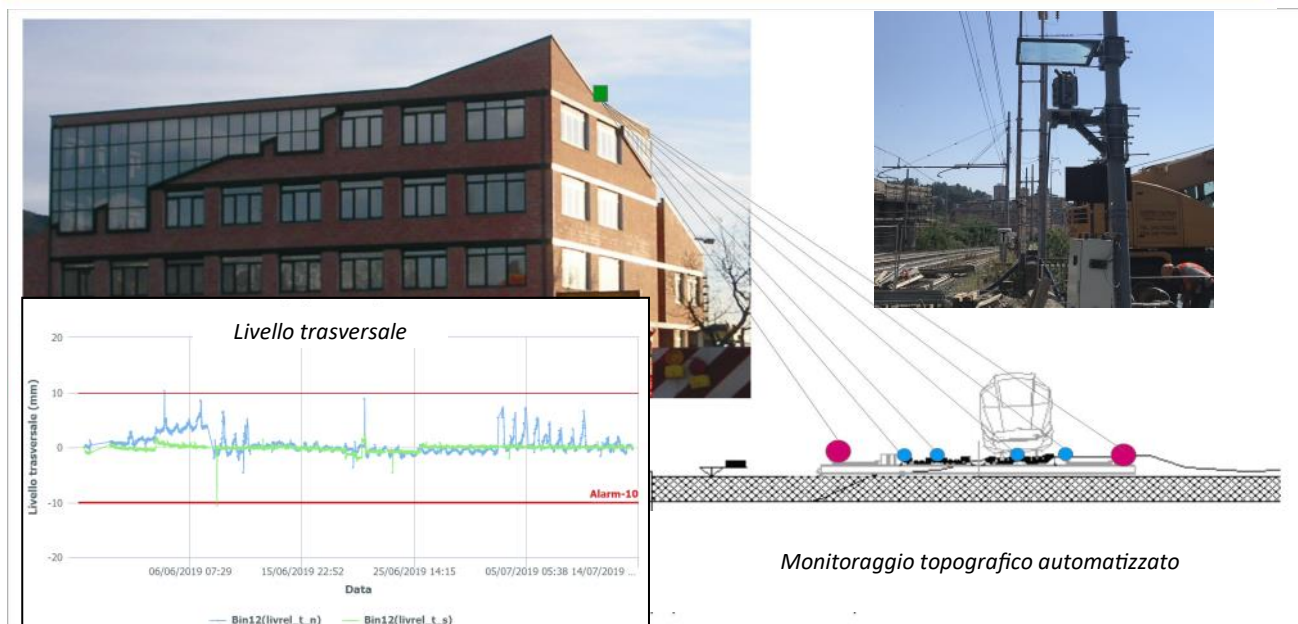 Livello trasversale
20
10
0
-10
-20
Livello trasversale (mm)
Alarm-10
06/06/2019 07:29
15/06/2019 22:52
25/06/2019 14:15
05/07/2019 05:38
14/07/2019 ...
Data
Bin12(livrel_t_n)
Bin12(livrel_t_s)
Monitoraggio topografico automatizzato